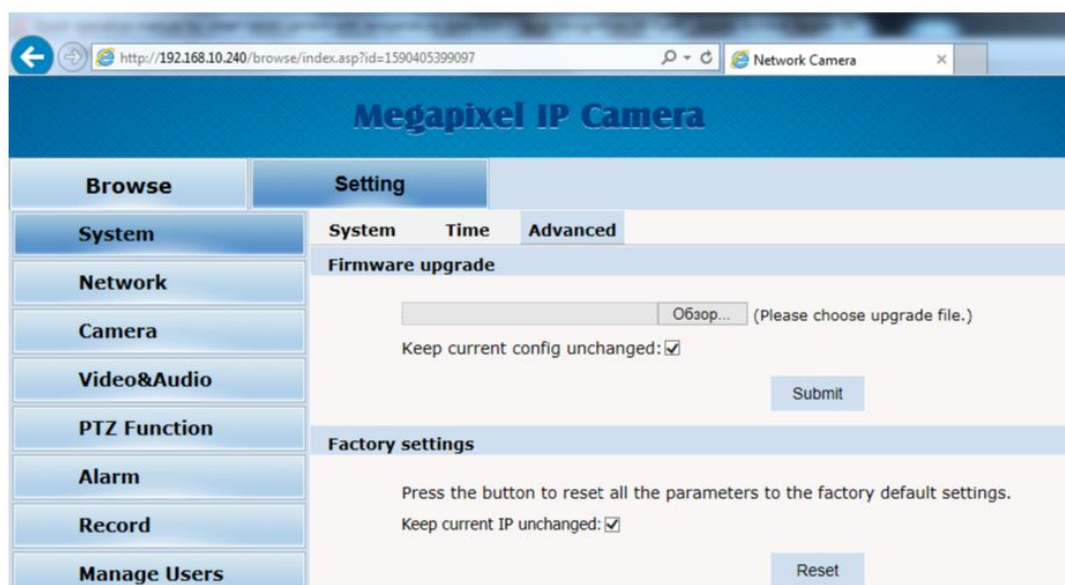 http://192.168.10.240/browse/index.asp?id=1590405399097 Network Camera
Megapixel IP Camera
Browse Setting
System System Time Advanced
Firmware upgrade
Network
Обзор... (Please choose upgrade file.)
Camera
Keep current config unchanged:
Video&Audio
Submit
PTZ Function
Factory settings
Alarm
Press the button to reset all the parameters to the factory default settings.
Record Keep current IP unchanged:
Manage Users Reset